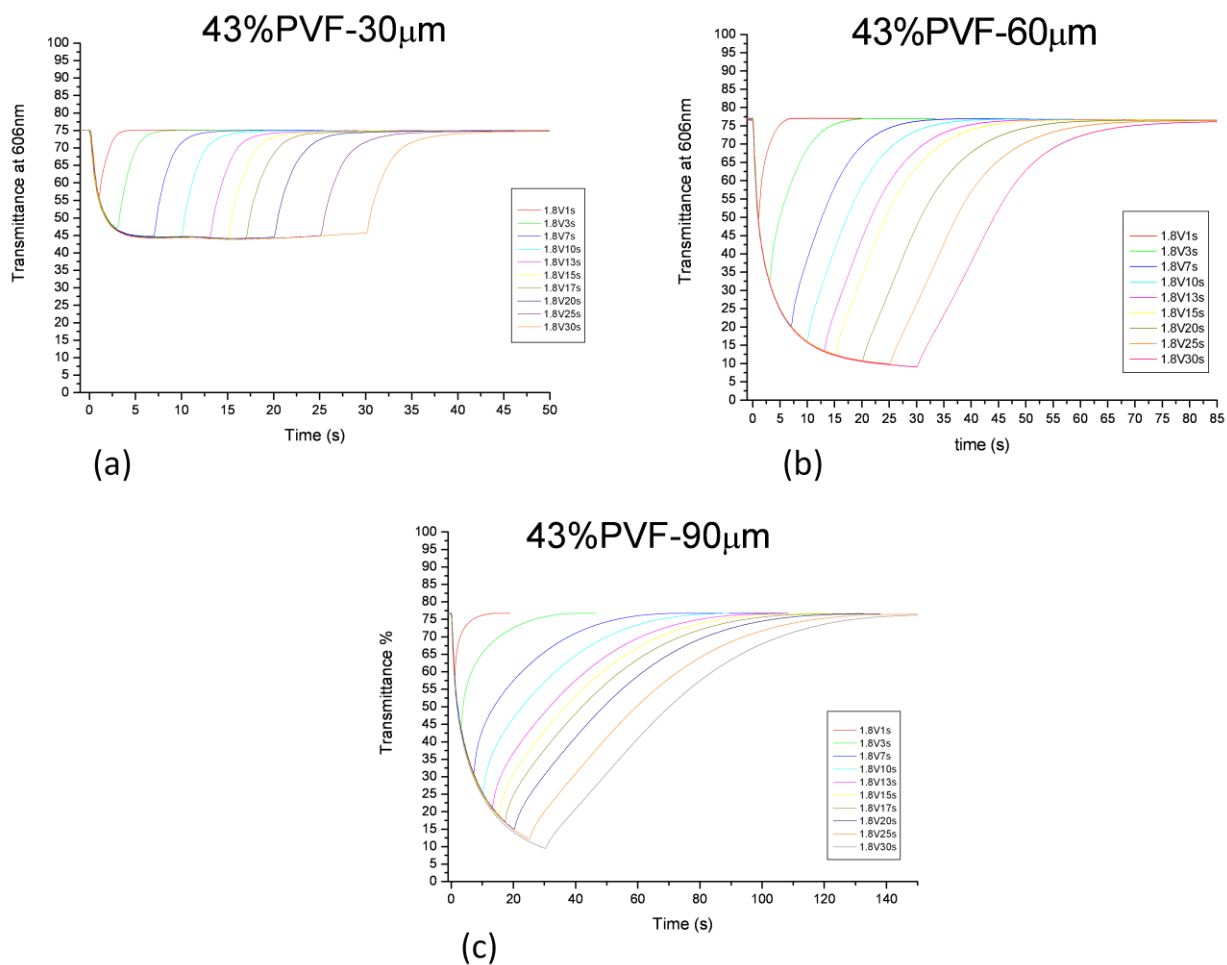 43%PVF-30μm
100
95
90
85
80
75
70
65
60
55
50
45
40
35
30
25
20
15
10
5
0
Transmittance at 606nm
0 5 10 15 20 25 30 35 40 45 50
Time (s)
1.8V1s
1.8V3s
1.8V7s
1.8V10s
1.8V13s
1.8V15s
1.8V17s
1.8V20s
1.8V25s
1.8V30s
(a)
43%PVF-60μm
100
95
90
85
80
75
70
65
60
55
50
45
40
35
30
25
20
15
10
5
0
Transmittance at 606nm
0 5 10 15 20 25 30 35 40 45 50 55 60 65 70 75 80 85
time (s)
1.8V1s
1.8V3s
1.8V7s
1.8V10s
1.8V13s
1.8V15s
1.8V20s
1.8V25s
1.8V30s
(b)
43%PVF-90μm
100
95
90
85
80
75
70
65
60
55
50
45
40
35
30
25
20
15
10
5
0
Transmittance %
0 20 40 60 80 100 120 140
Time (s)
1.8V1s
1.8V3s
1.8V7s
1.8V10s
1.8V13s
1.8V15s
1.8V17s
1.8V20s
1.8V25s
1.8V30s
(c)